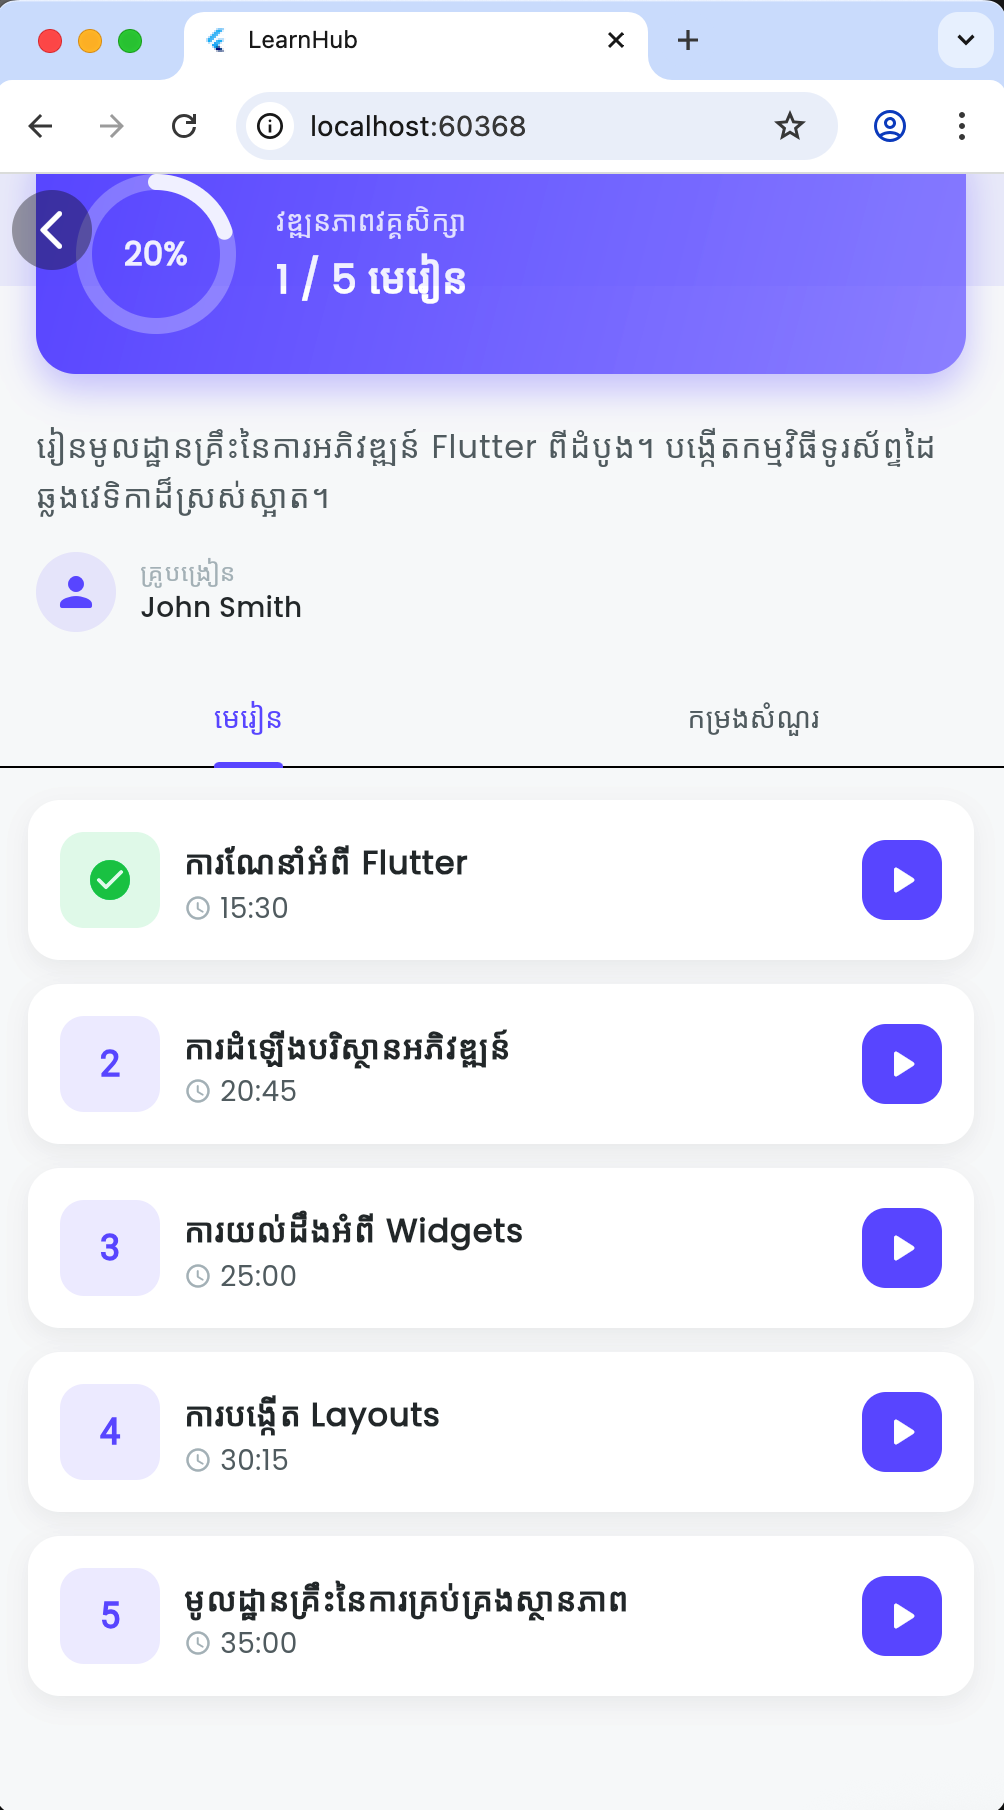 LearnHub
localhost:60368
20%
វឌ្ឍនភាពវគ្គសិក្សា
1 / 5 មេរៀន
រៀនមូលដ្ឋានគ្រឹះនៃការអភិវឌ្ឍន៍ Flutter ពីដំបូង។ បង្កើតកម្មវិធីទូរស័ព្ទដៃ
ឆ្លងវេទិកាដ៏ស្រស់ស្អាត។
គ្រូបង្រៀន
John Smith
មេរៀន
កម្រងសំណួរ
ការណែនាំអំពី Flutter
15:30
2
ការដំឡើងបរិស្ថានអភិវឌ្ឍន៍
20:45
3
ការយល់ដឹងអំពី Widgets
25:00
4
ការបង្កើត Layouts
30:15
5
មូលដ្ឋានគ្រឹះនៃការគ្រប់គ្រងស្ថានភាព
35:00